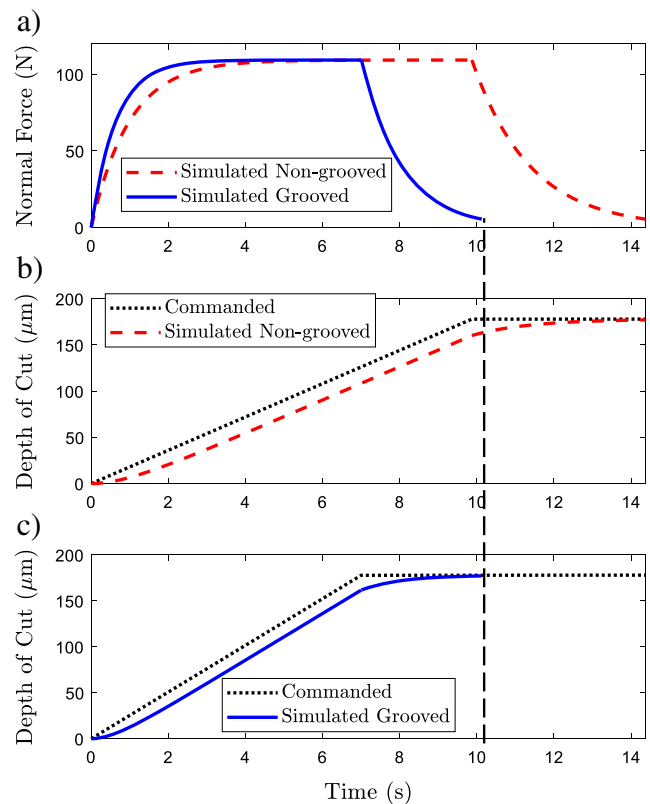 a)
Normal Force (N)
100
50
0
Simulated Non-grooved
Simulated Grooved
0 2 4 6 8 10 12 14
b)
Depth of Cut (μm)
200
150
100
50
0
Commanded
Simulated Non-grooved
0 2 4 6 8 10 12 14
c)
Depth of Cut (μm)
200
150
100
50
0
Commanded
Simulated Grooved
0 2 4 6 8 10 12 14
Time (s)